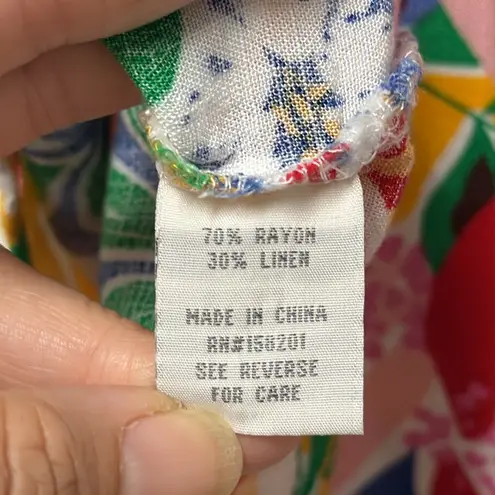 70% RAYON
30% LINEN
MADE IN CHINA
RN#158201
SEE REVERSE
FOR CARE